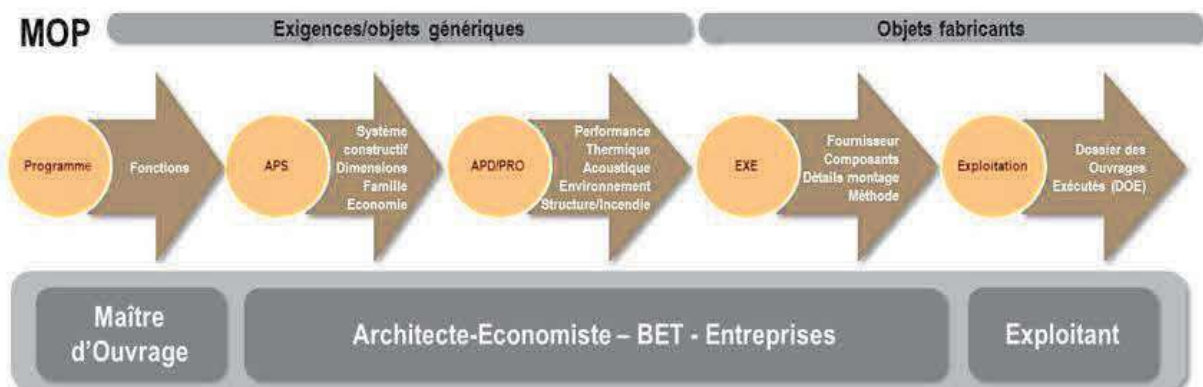 MOP
Exigences/objets génériques
Objets fabricants
Programme
Fonctions
APS
Système
constructif
Dimensions
Famille
Economie
APD/PRO
Performance
Thermique
Acoustique
Environnement
Structure/Incendie
EXE
Fournisseur
Composants
Détails montage
Méthode
Exploitation
Dossier des
Ouvrages
Exécutés (DOE)
Maître
d'Ouvrage
Architecte-Economiste – BET - Entreprises
Exploitant